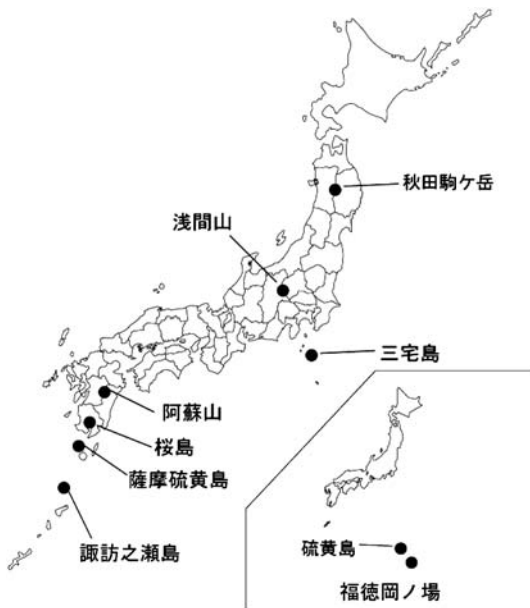 秋田駒ケ岳
浅間山
三宅島
阿蘇山
桜島
薩摩硫黄島
諏訪之瀬島
硫黄島
福徳岡ノ場